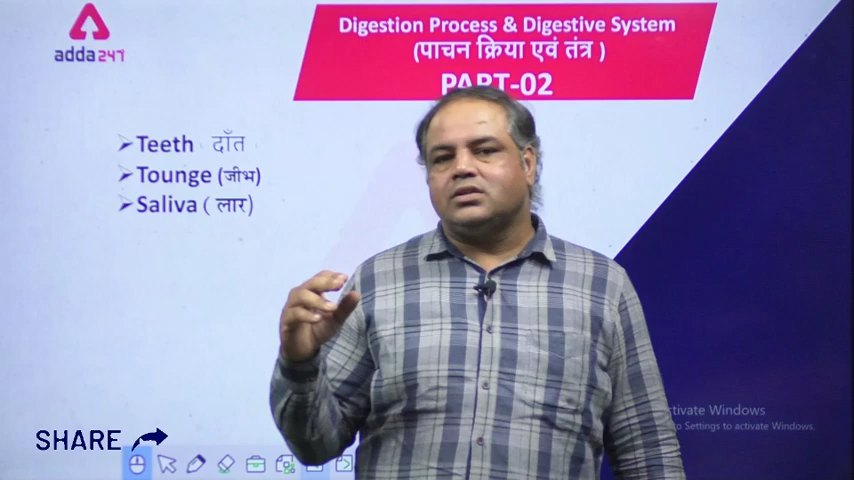 adda247
Digestion Process & Digestive System
(पाचन क्रिया एवं तंत्र )
PART-02
Teeth दाँत
Tounge (जीभ)
Saliva ( लार)
SHARE
ctivate Windows
to Settings to activate Windows.